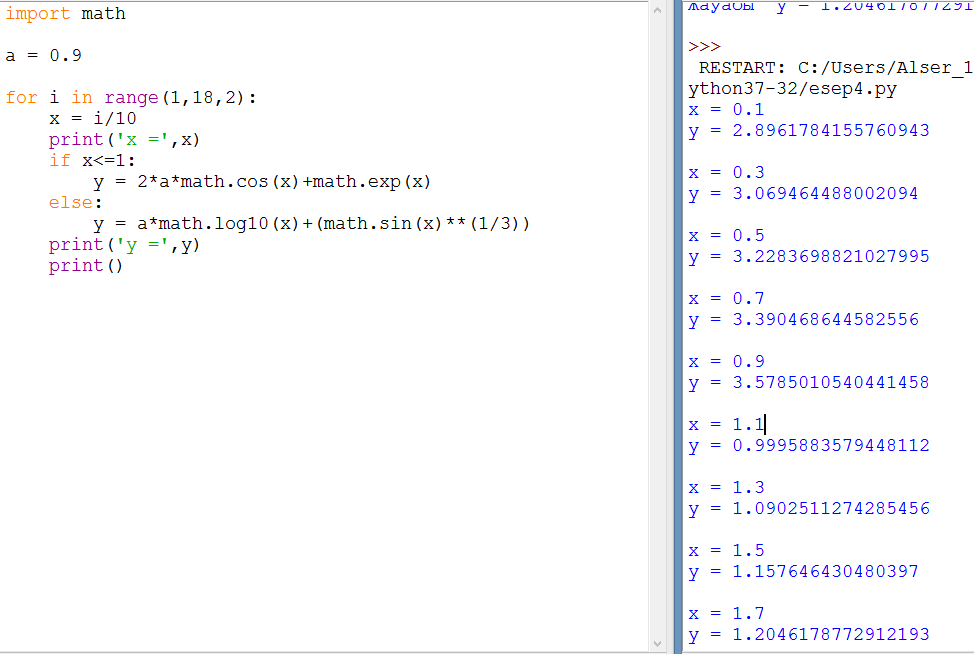 import math
a = 0.9
for i in range(1,18,2):
    x = i/10
    print('x =',x)
    if x<=1:
        y = 2*a*math.cos(x)+math.exp(x)
    else:
        y = a*math.log10(x)+(math.sin(x)**(1/3))
    print('y =',y)
    print()
жауабы  y = 1.204617877291
>>>
 RESTART: C:/Users/Alser_1
ython37-32/esep4.py
x = 0.1
y = 2.8961784155760943
x = 0.3
y = 3.069464488002094
x = 0.5
y = 3.2283698821027995
x = 0.7
y = 3.390468644582556
x = 0.9
y = 3.5785010540441458
x = 1.1
y = 0.9995883579448112
x = 1.3
y = 1.0902511274285456
x = 1.5
y = 1.157646430480397
x = 1.7
y = 1.2046178772912193